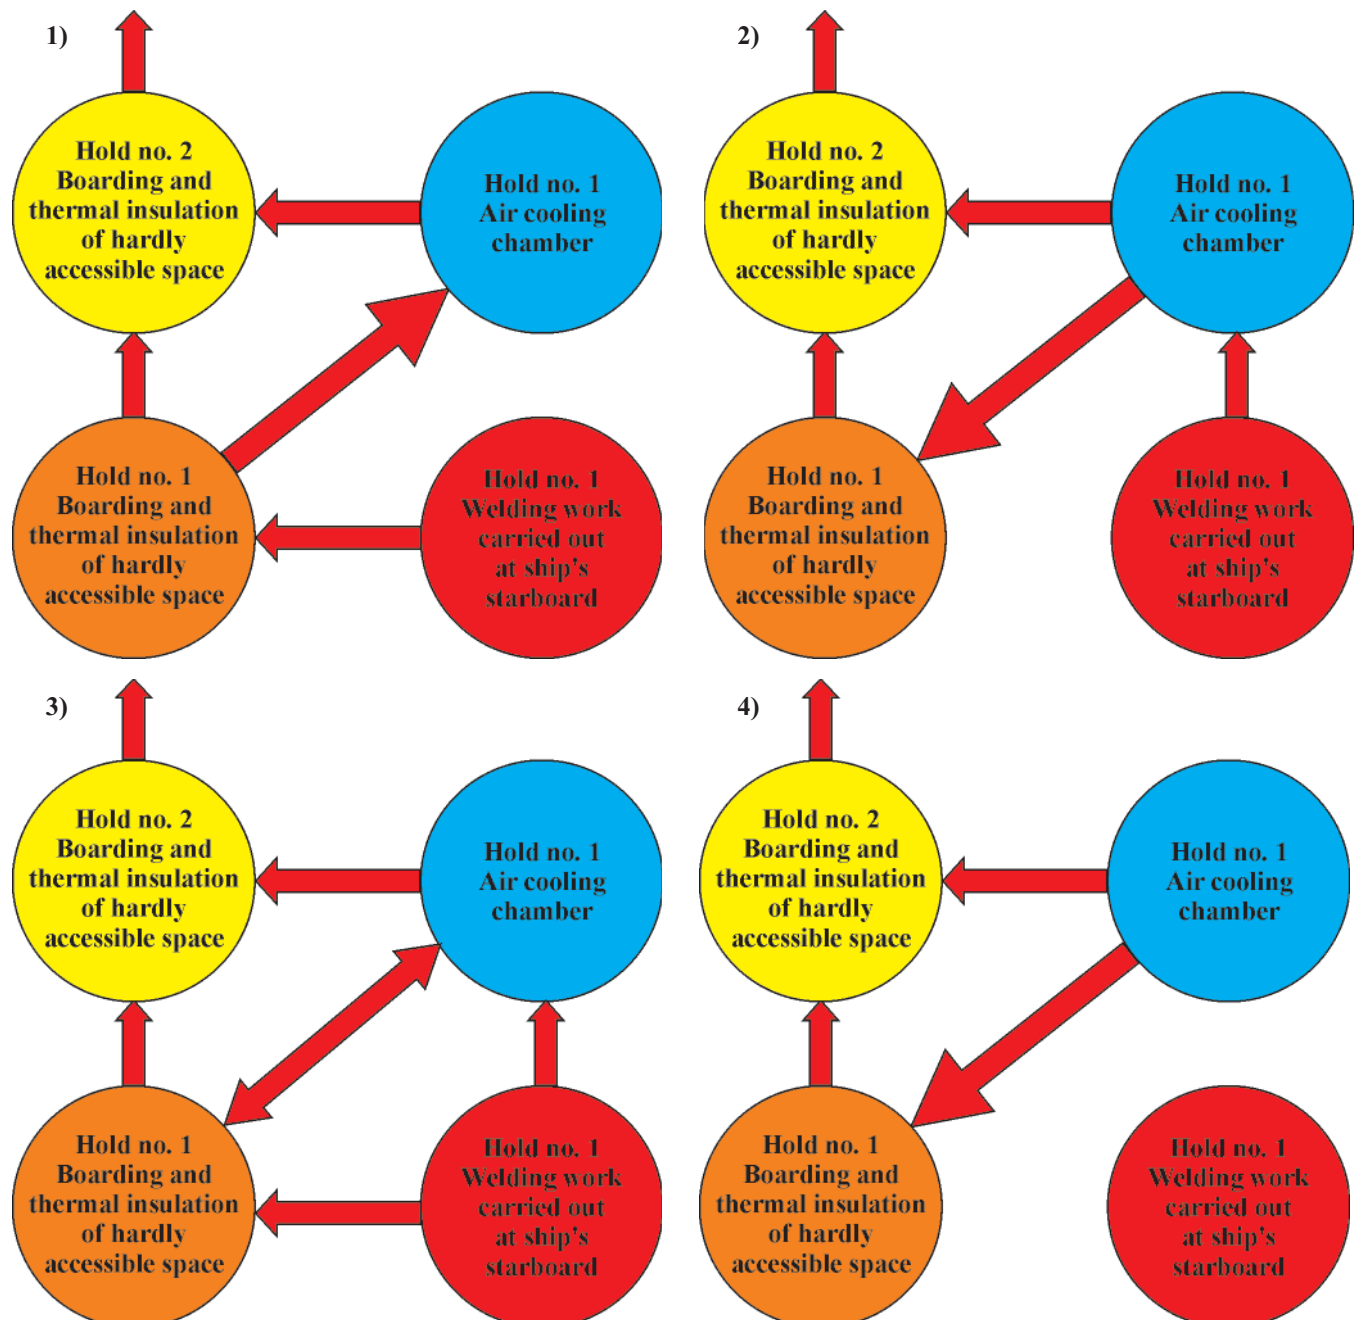 1)
Hold no. 2
Boarding and
thermal insulation
of hardly
accessible space
Hold no. 1
Air cooling
chamber
Hold no. 1
Boarding and
thermal insulation
of hardly
accessible space
Hold no. 1
Welding work
carried out
at ship's
starboard
2)
Hold no. 2
Boarding and
thermal insulation
of hardly
accessible space
Hold no. 1
Air cooling
chamber
Hold no. 1
Boarding and
thermal insulation
of hardly
accessible space
Hold no. 1
Welding work
carried out
at ship's
starboard
3)
Hold no. 2
Boarding and
thermal insulation
of hardly
accessible space
Hold no. 1
Air cooling
chamber
Hold no. 1
Boarding and
thermal insulation
of hardly
accessible space
Hold no. 1
Welding work
carried out
at ship's
starboard
4)
Hold no. 2
Boarding and
thermal insulation
of hardly
accessible space
Hold no. 1
Air cooling
chamber
Hold no. 1
Boarding and
thermal insulation
of hardly
accessible space
Hold no. 1
Welding work
carried out
at ship's
starboard